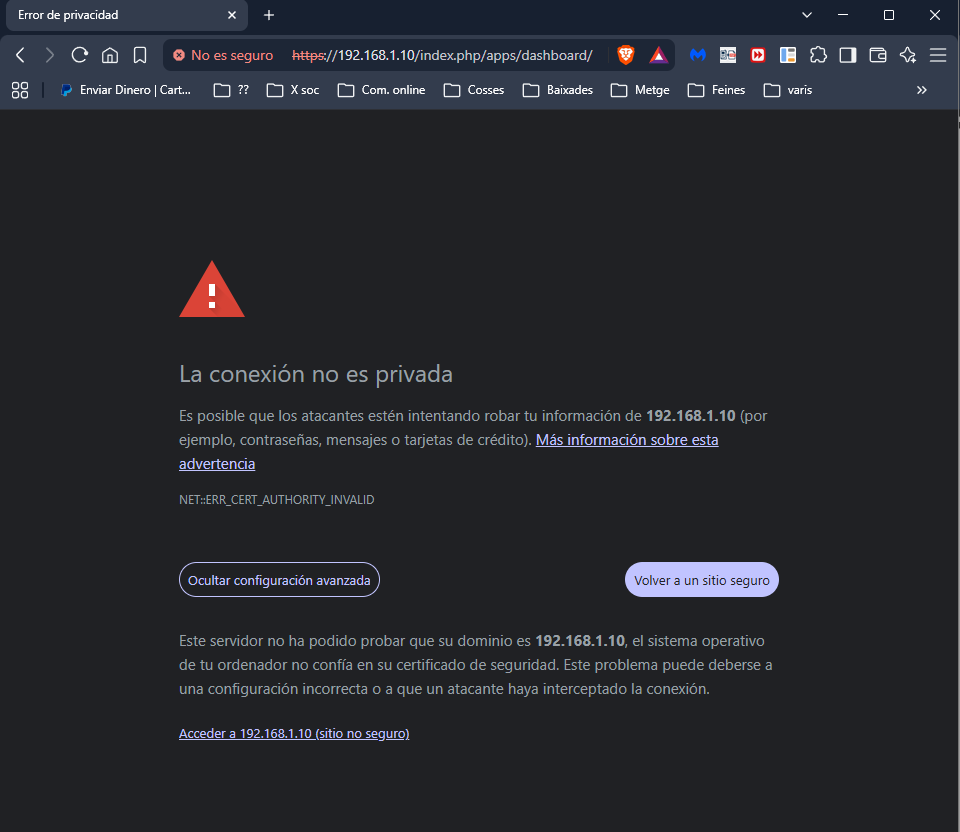 Error de privacidad
No es seguro https://192.168.1.10/index.php/apps/dashboard/
Enviar Dinero | Cart... ?? X soc Com. online Cosses Baixades Metge Feines varis
La conexión no es privada
Es posible que los atacantes estén intentando robar tu información de 192.168.1.10 (por
ejemplo, contraseñas, mensajes o tarjetas de crédito). Más información sobre esta
advertencia
NET::ERR_CERT_AUTHORITY_INVALID
Ocultar configuración avanzada Volver a un sitio seguro
Este servidor no ha podido probar que su dominio es 192.168.1.10, el sistema operativo
de tu ordenador no confía en su certificado de seguridad. Este problema puede deberse a
una configuración incorrecta o a que un atacante haya interceptado la conexión.
Acceder a 192.168.1.10 (sitio no seguro)